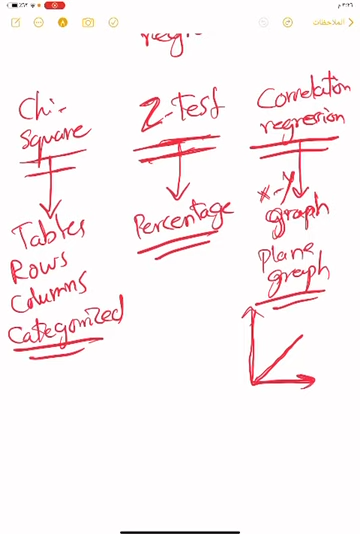 الملاحظات
Chi-
square
Z-Test
Correlation
regression
Tables
Rows
Columns
Categorized
Percentage
x-y
graph
Plane
graph